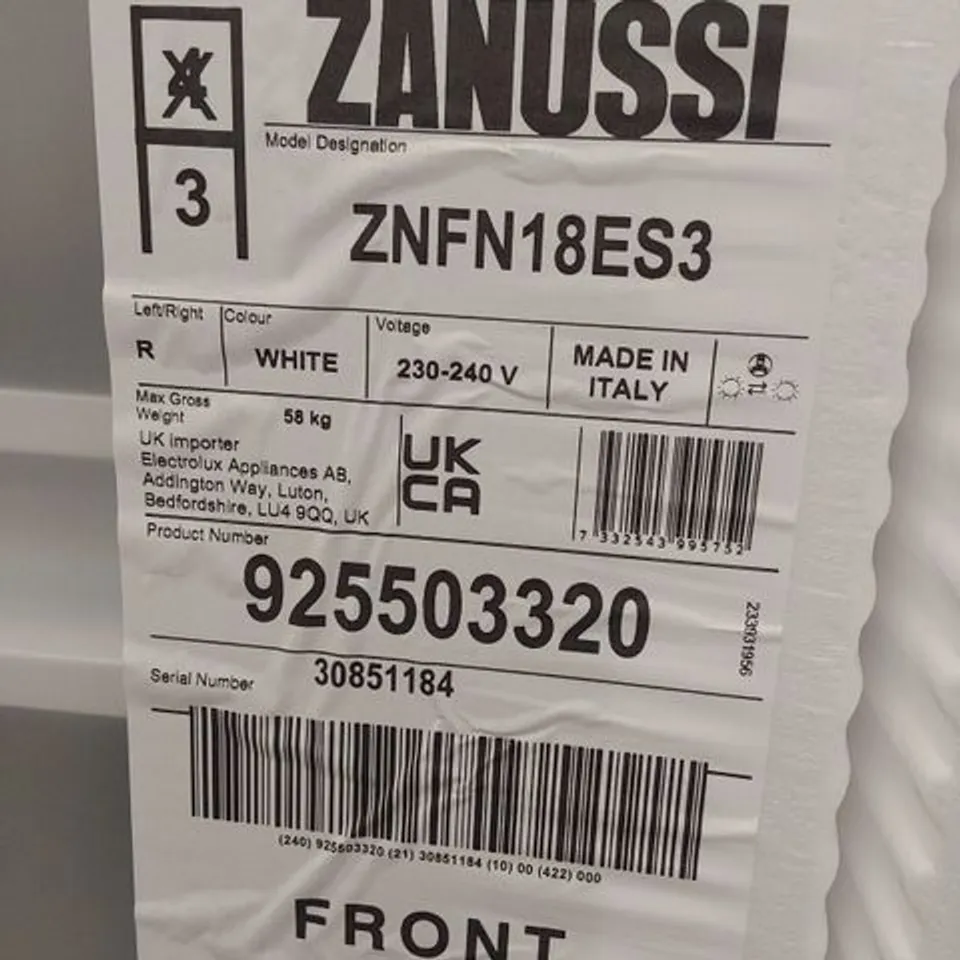 ZANUSSI
4
3
Model Designation
ZNFN18ES3
Left/Right
R
Colour
WHITE
Voltage
230-240 V
MADE IN
ITALY
Max Gross
Weight
58 kg
UK importer
Electrolux Appliances AB,
Addington Way, Luton,
Bedfordshire, LU4 9QQ, UK
UK
CA
7 332543 995752
Product Number
925503320
233931956
Serial Number
30851184
(240) 925503320 (21) 30851184 (10) 00 (422) 000
FRONT